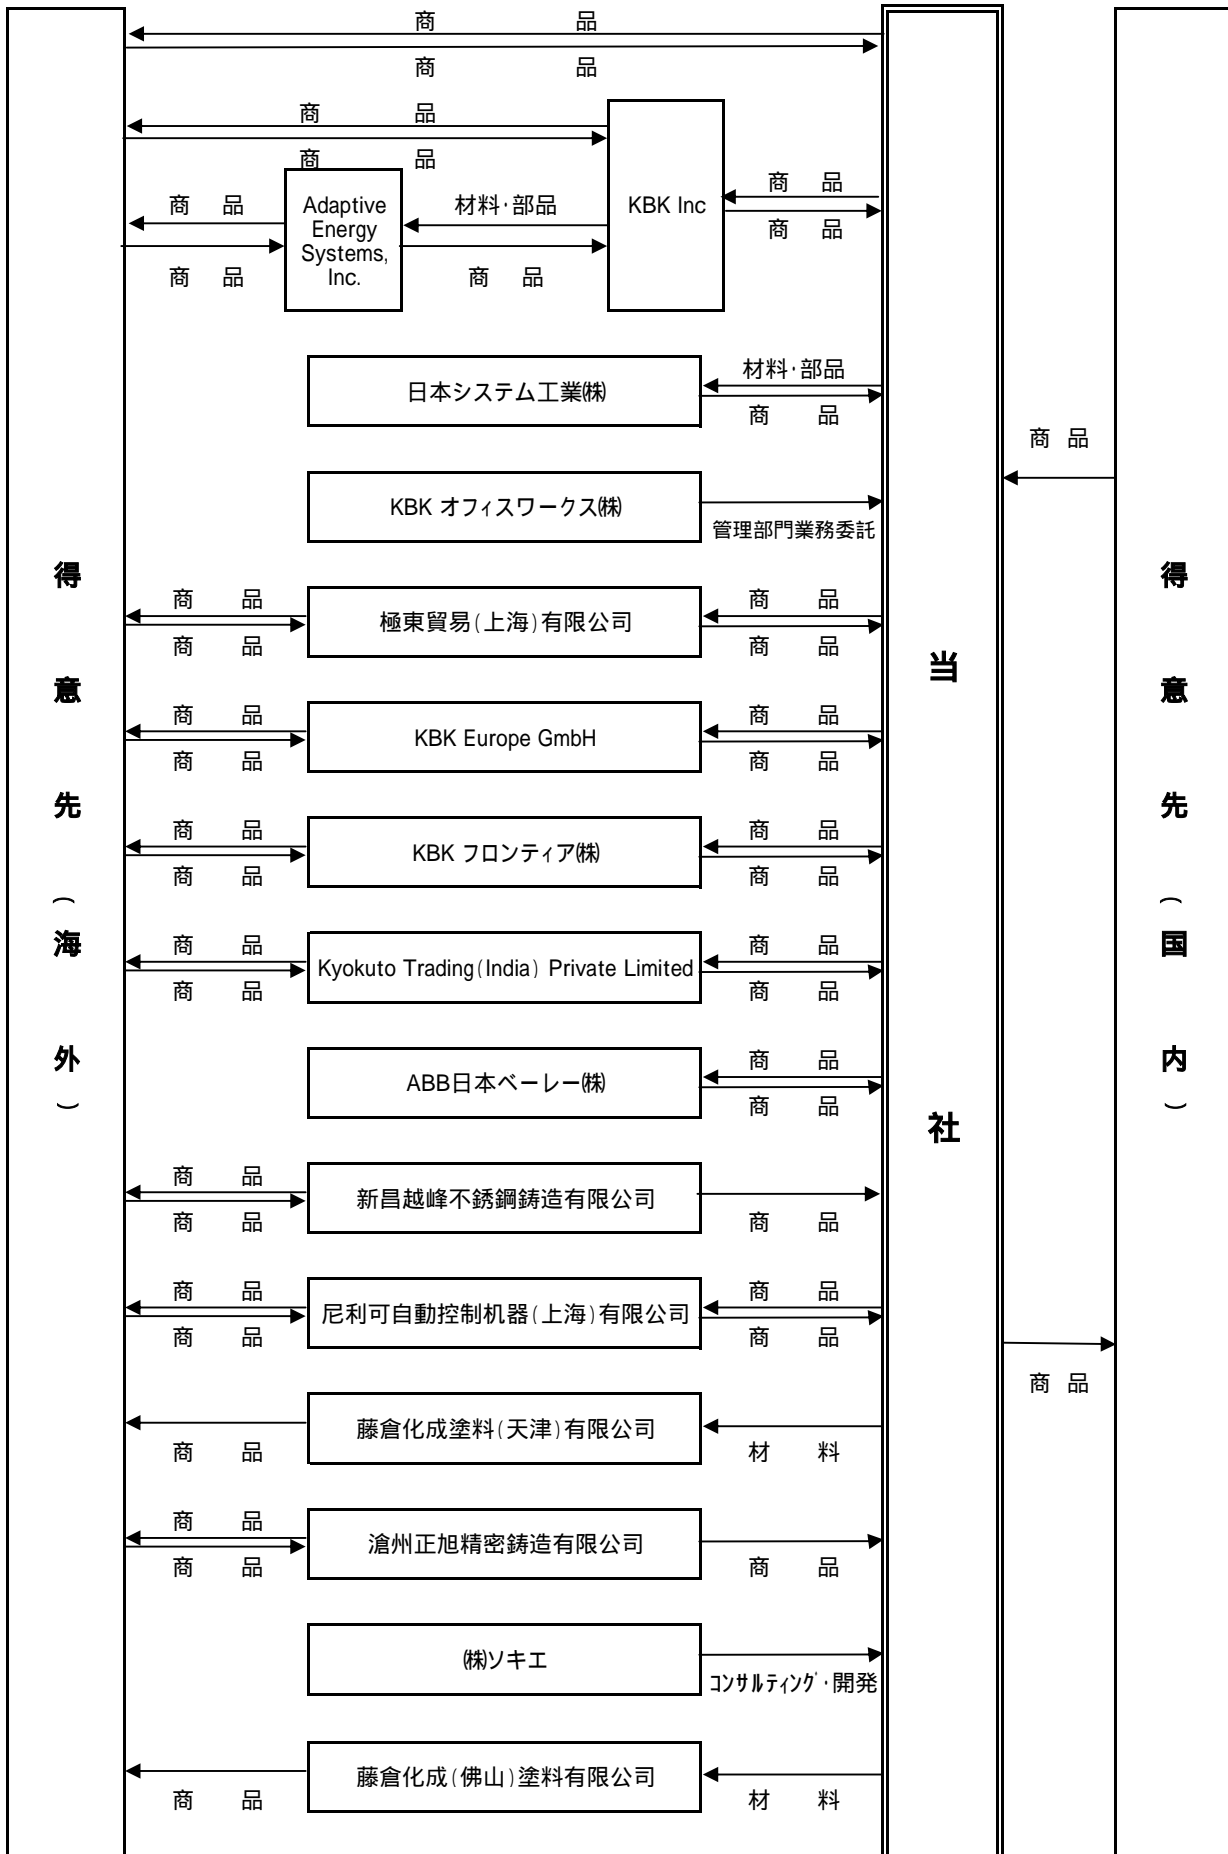 商 品
商 品
商 品
商 品
商 品
商 品
Adaptive
Energy
Systems,
Inc.
材料・部品
商 品
KBK Inc
商 品
商 品
日本システム工業㈱
材料・部品
商 品
KBK オフィスワークス㈱
管理部門業務委託
商 品
商 品
極東貿易(上海)有限公司
商 品
商 品
商 品
商 品
KBK Europe GmbH
商 品
商 品
商 品
商 品
KBK フロンティア㈱
商 品
商 品
商 品
商 品
Kyokuto Trading(India) Private Limited
商 品
商 品
ABB日本ベーレー㈱
商 品
商 品
商 品
商 品
新昌越峰不銹鋼鋳造有限公司
商 品
商 品
商 品
尼利可自動控制机器(上海)有限公司
商 品
商 品
商 品
藤倉化成塗料(天津)有限公司
材 料
商 品
商 品
滄州正旭精密鋳造有限公司
商 品
㈱ソキエ
コンサルティング・開発
商 品
藤倉化成(佛山)塗料有限公司
材 料
得意先(海外)
当社
商 品
商 品
得意先(国内)